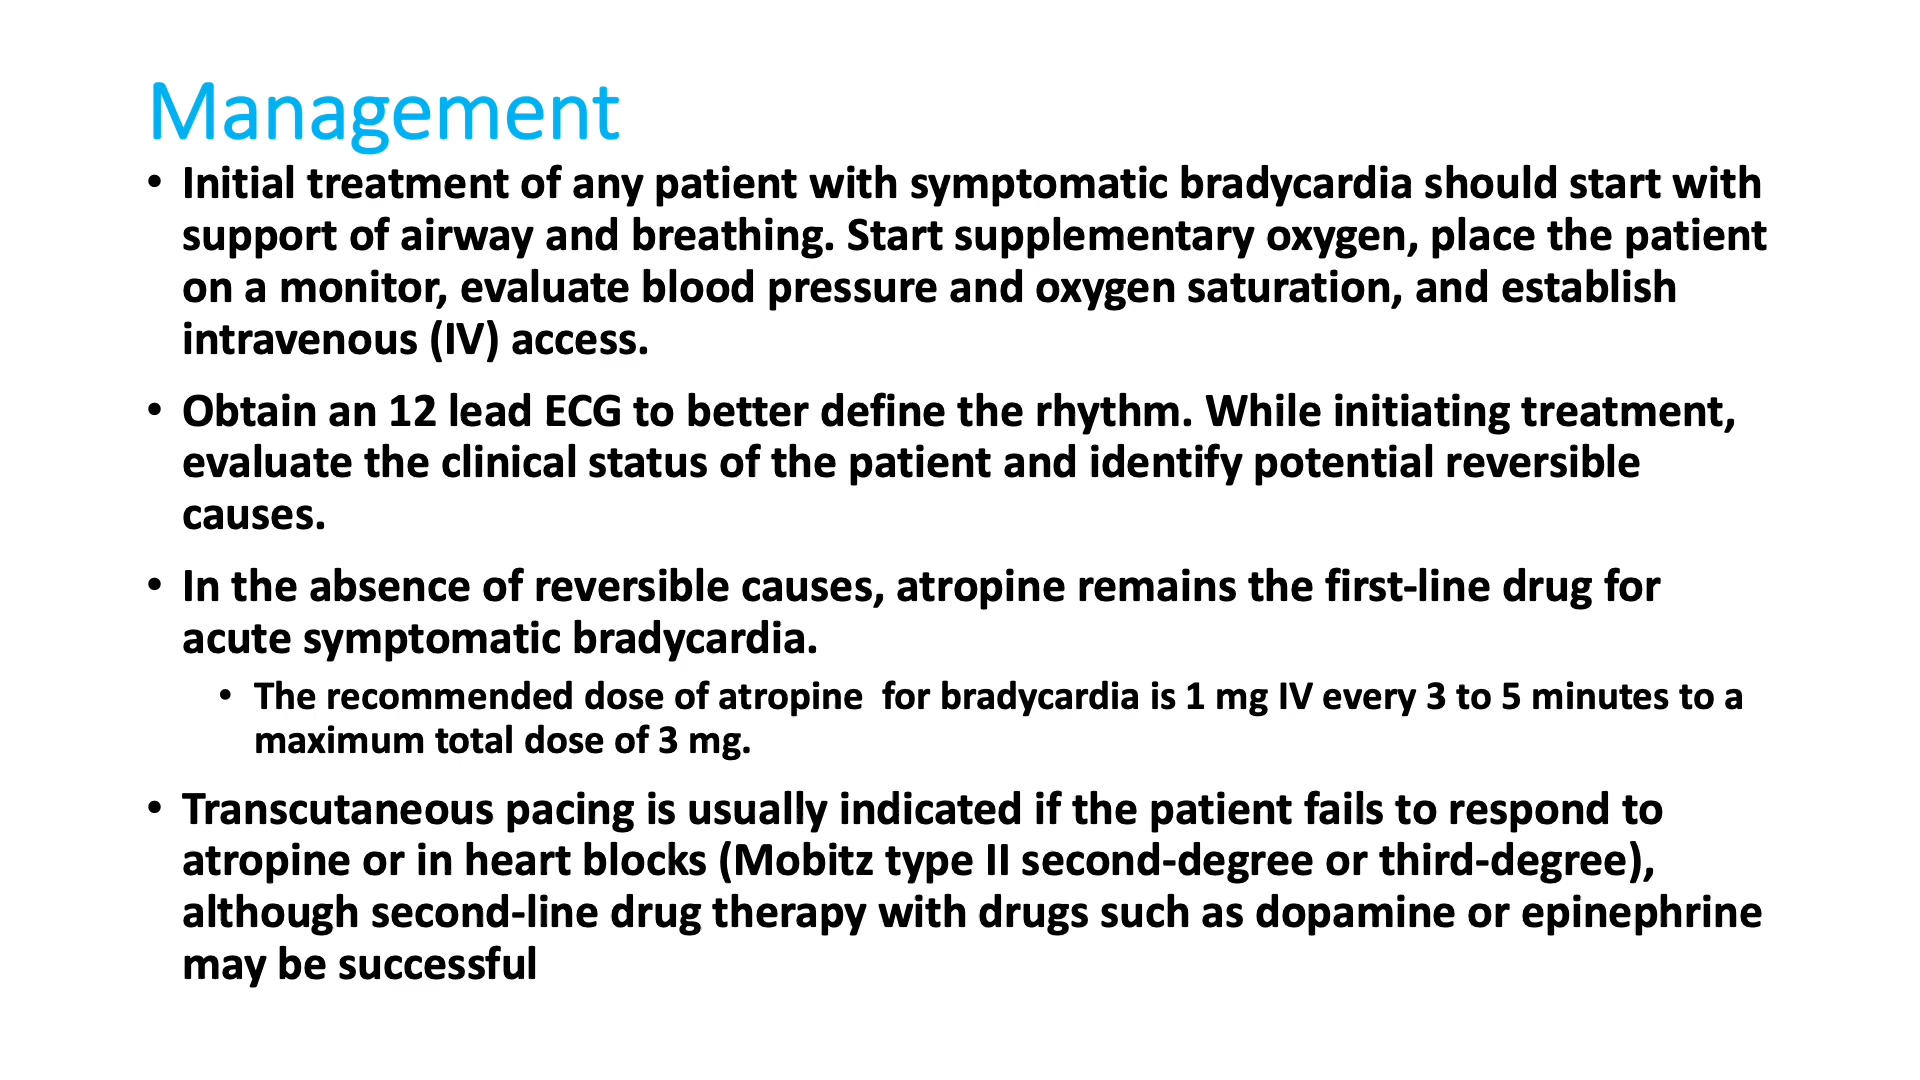 Management
• Initial treatment of any patient with symptomatic bradycardia should start with
support of airway and breathing. Start supplementary oxygen, place the patient
on a monitor, evaluate blood pressure and oxygen saturation, and establish
intravenous (IV) access.
• Obtain an 12 lead ECG to better define the rhythm. While initiating treatment,
evaluate the clinical status of the patient and identify potential reversible
causes.
• In the absence of reversible causes, atropine remains the first-line drug for
acute symptomatic bradycardia.
• The recommended dose of atropine  for bradycardia is 1 mg IV every 3 to 5 minutes to a
maximum total dose of 3 mg.
• Transcutaneous pacing is usually indicated if the patient fails to respond to
atropine or in heart blocks (Mobitz type II second-degree or third-degree),
although second-line drug therapy with drugs such as dopamine or epinephrine
may be successful